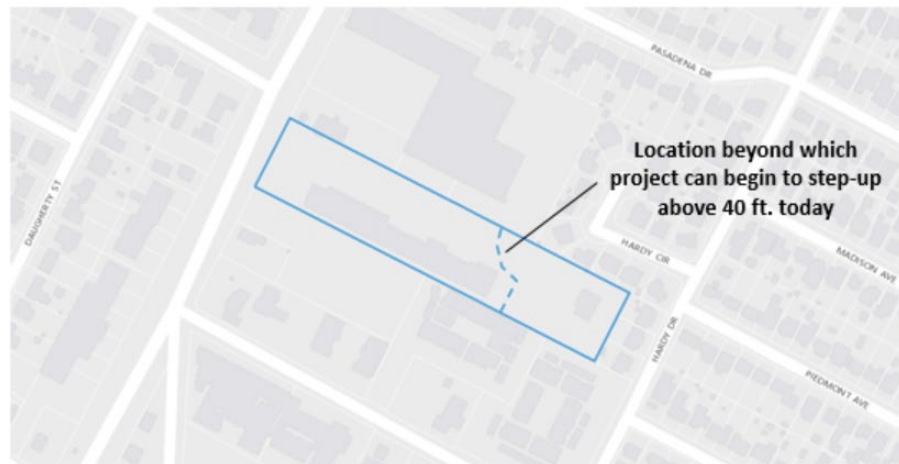 PASADENA DR
Location beyond which
project can begin to step-up
above 40 ft. today
DAUGHERTY ST
HARDY CIR
MADISON AVE
HARDY DR
PIEDMONT AVE